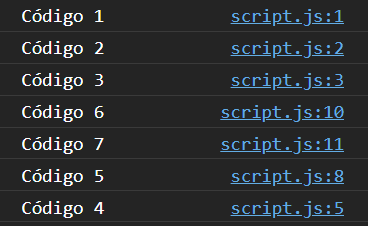 Código 1 script.js:1
Código 2 script.js:2
Código 3 script.js:3
Código 6 script.js:10
Código 7 script.js:11
Código 5 script.js:8
Código 4 script.js:5